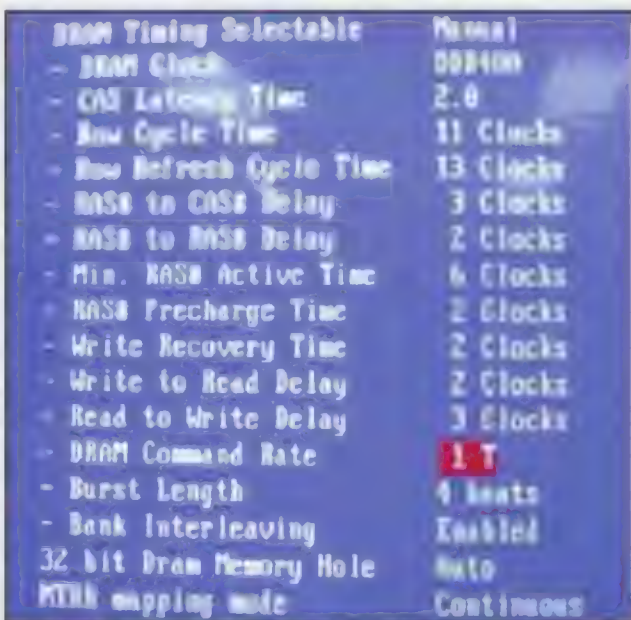 DRAM Timing Selectable Manual
- DRAM Clock DDR400
- CAS Latency Time 2.0
- Row Cycle Time 11 Clocks
- Row Refresh Cycle Time 13 Clocks
- RAS# to CAS# Delay 3 Clocks
- RAS# to RAS# Delay 2 Clocks
- Min. RAS# Active Time 6 Clocks
- RAS# Precharge Time 2 Clocks
- Write Recovery Time 2 Clocks
- Write to Read Delay 2 Clocks
- Read to Write Delay 3 Clocks
- DRAM Command Rate 1 T
- Burst Length 4 beats
- Bank Interleaving Enabled
32 bit Dram Memory Hole Auto
MTRR mapping mode Continuous